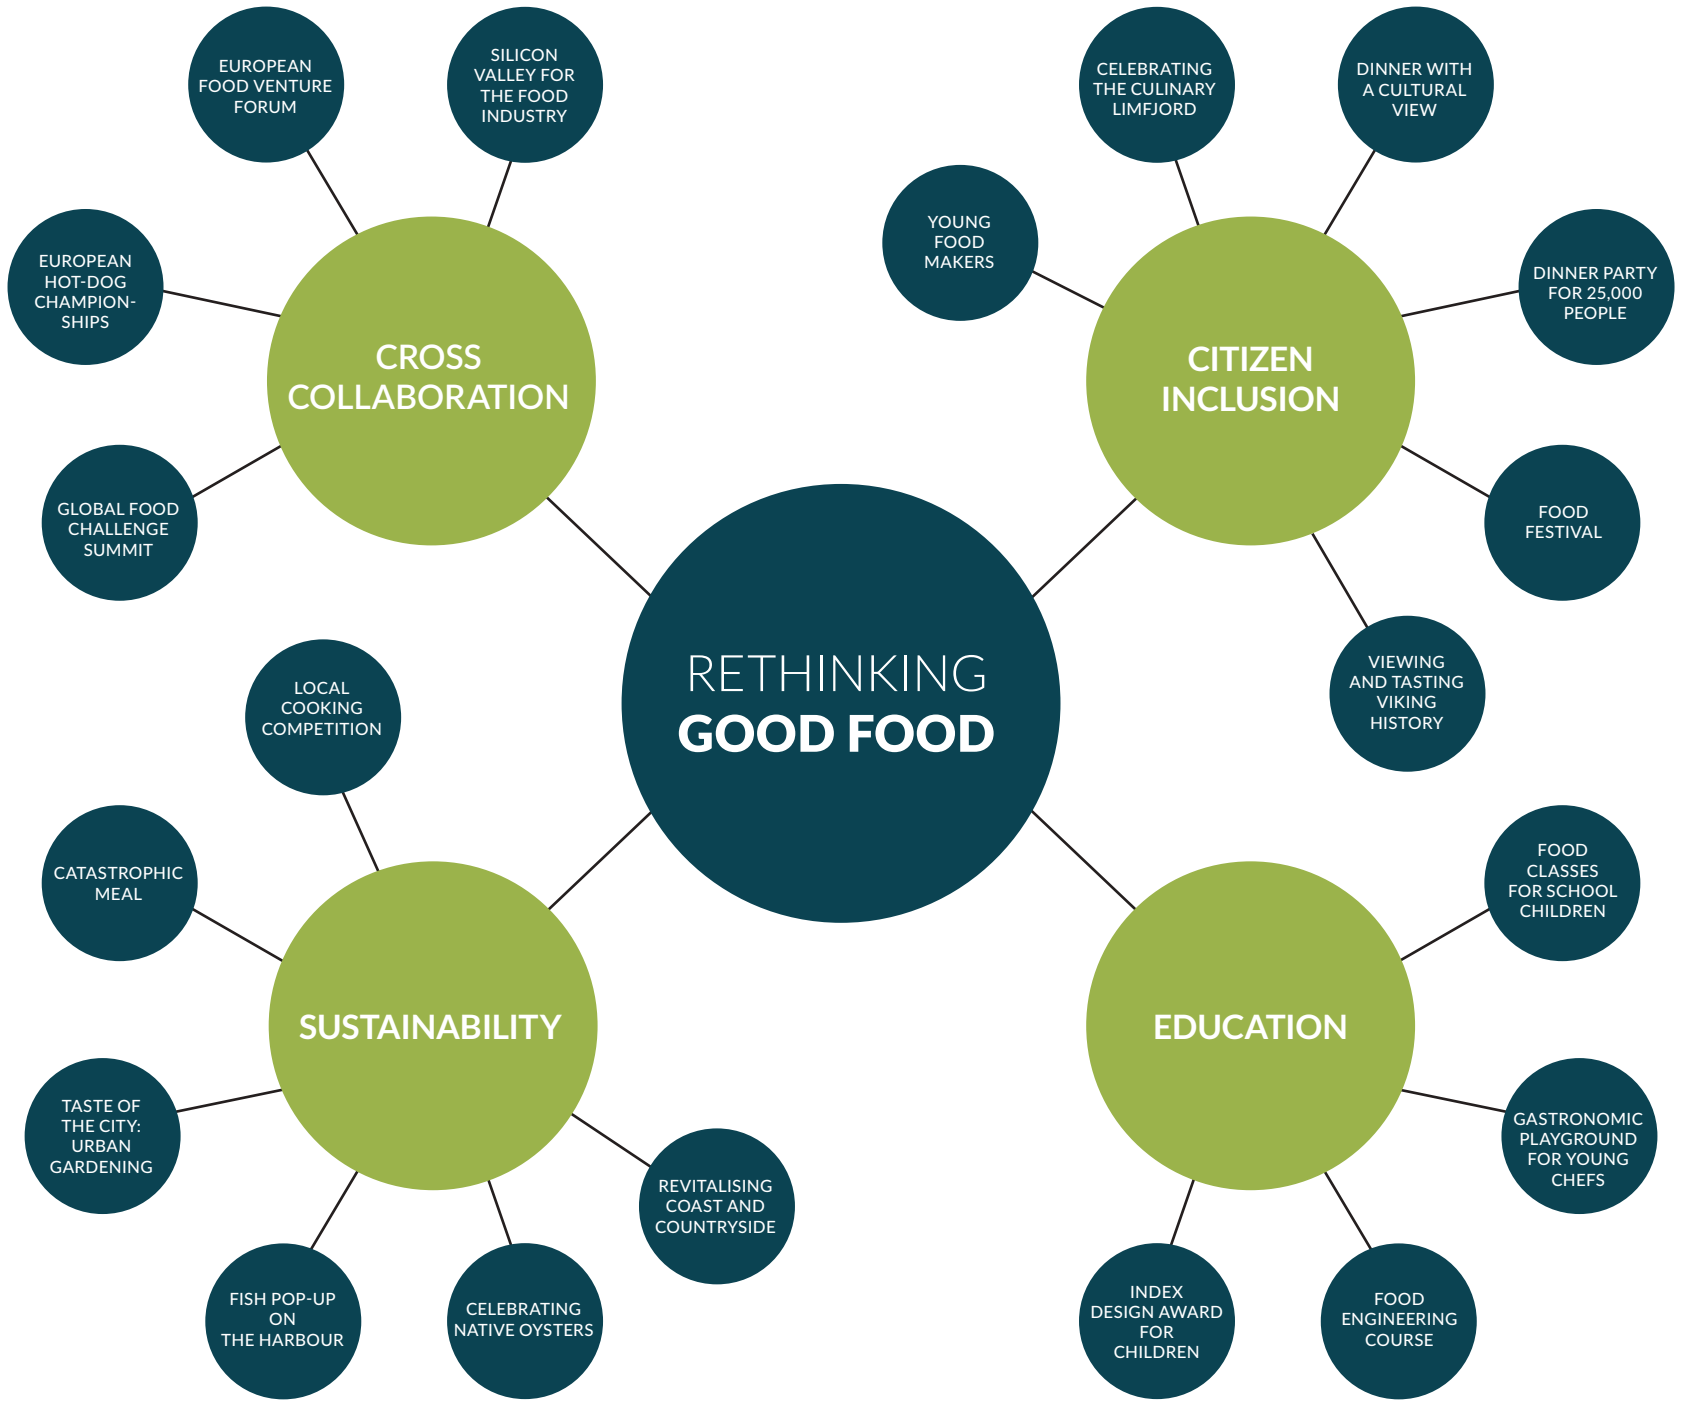 EUROPEAN
FOOD VENTURE
FORUM
SILICON
VALLEY FOR
THE FOOD
INDUSTRY
EUROPEAN
HOT-DOG
CHAMPION-
SHIPS
GLOBAL FOOD
CHALLENGE
SUMMIT
CROSS
COLLABORATION
CELEBRATING
THE CULINARY
LIMFJORD
DINNER WITH
A CULTURAL
VIEW
YOUNG
FOOD
MAKERS
DINNER PARTY
FOR 25,000
PEOPLE
CITIZEN
INCLUSION
FOOD
FESTIVAL
VIEWING
AND TASTING
VIKING
HISTORY
RETHINKING
GOOD FOOD
LOCAL
COOKING
COMPETITION
CATASTROPHIC
MEAL
SUSTAINABILITY
TASTE OF
THE CITY:
URBAN
GARDENING
FISH POP-UP
ON
THE HARBOUR
CELEBRATING
NATIVE OYSTERS
REVITALISING
COAST AND
COUNTRYSIDE
FOOD
CLASSES
FOR SCHOOL
CHILDREN
EDUCATION
GASTRONOMIC
PLAYGROUND
FOR YOUNG
CHEFS
INDEX
DESIGN AWARD
FOR
CHILDREN
FOOD
ENGINEERING
COURSE